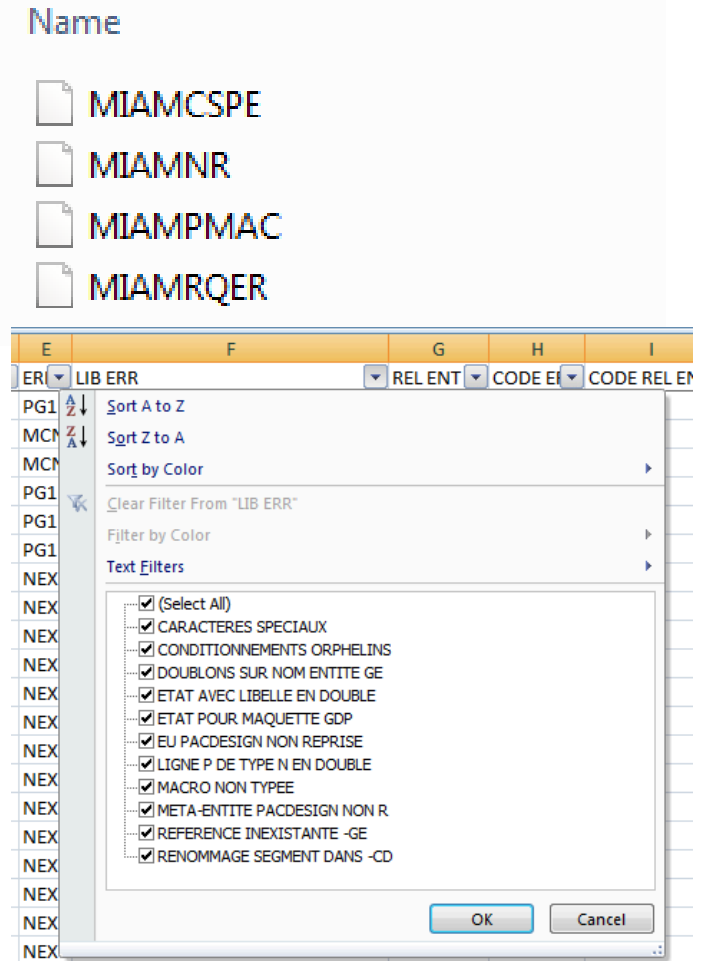 Name
MIAMCSPE
MIAMNR
MIAMPMAC
MIAMRQER
E F G H I
ERI LIB ERR REL ENT CODE EF CODE REL EN
PG1 Sort A to Z
MCN Sort Z to A
MCN Sort by Color
PG1 Clear Filter From "LIB ERR"
PG1 Filter by Color
PG1 Text Filters
NEX (Select All)
NEX CARACTERES SPECIAUX
CONDITIONNEMENTS ORPHELINS
NEX DOUBLONS SUR NOM ENTITE GE
NEX ETAT AVEC LIBELLE EN DOUBLE
NEX ETAT POUR MAQUETTE GDP
NEX EU PACDESIGN NON REPRISE
NEX LIGNE P DE TYPE N EN DOUBLE
NEX MACRO NON TYPEE
NEX META-ENTITE PACDESIGN NON R
NEX REFERENCE INEXISTANTE -GE
NEX RENOMMAGE SEGMENT DANS -CD
NEX
NEX OK Cancel
NEX